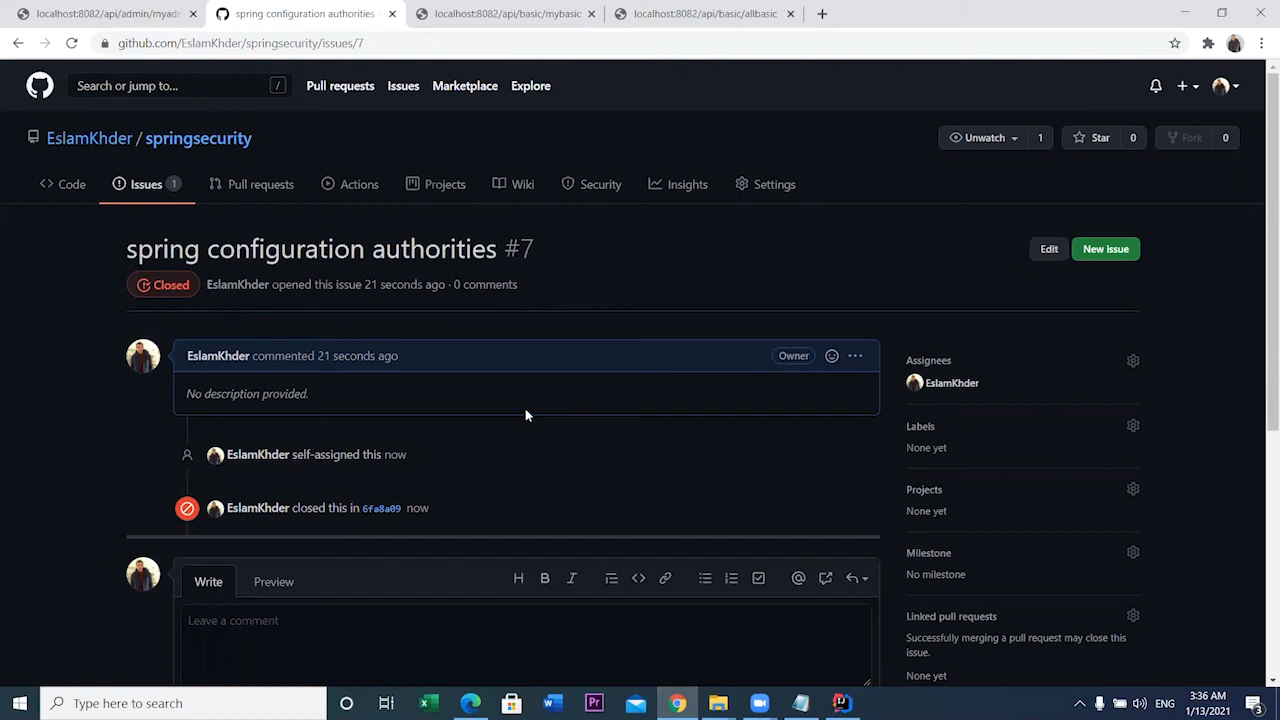 localhost:8082/api/admin/myadm
spring configuration authorities
localhost:8082/api/basic/mybasic
localhost:8082/api/basic/allbasic
github.com/EslamKhder/springsecurity/issues/7
Search or jump to... /
Pull requests Issues Marketplace Explore
EslamKhder / springsecurity
Unwatch 1 Star 0 Fork 0
Code Issues 1 Pull requests Actions Projects Wiki Security Insights Settings
spring configuration authorities #7
Edit New issue
Closed EslamKhder opened this issue 21 seconds ago · 0 comments
EslamKhder commented 21 seconds ago Owner
No description provided.
EslamKhder self-assigned this now
EslamKhder closed this in 6fa8a09 now
Assignees
EslamKhder
Labels
None yet
Projects
None yet
Milestone
No milestone
Linked pull requests
Successfully merging a pull request may close this
issue.
None yet
Write Preview
Leave a comment
Type here to search
ENG
3:36 AM
1/13/2021
3